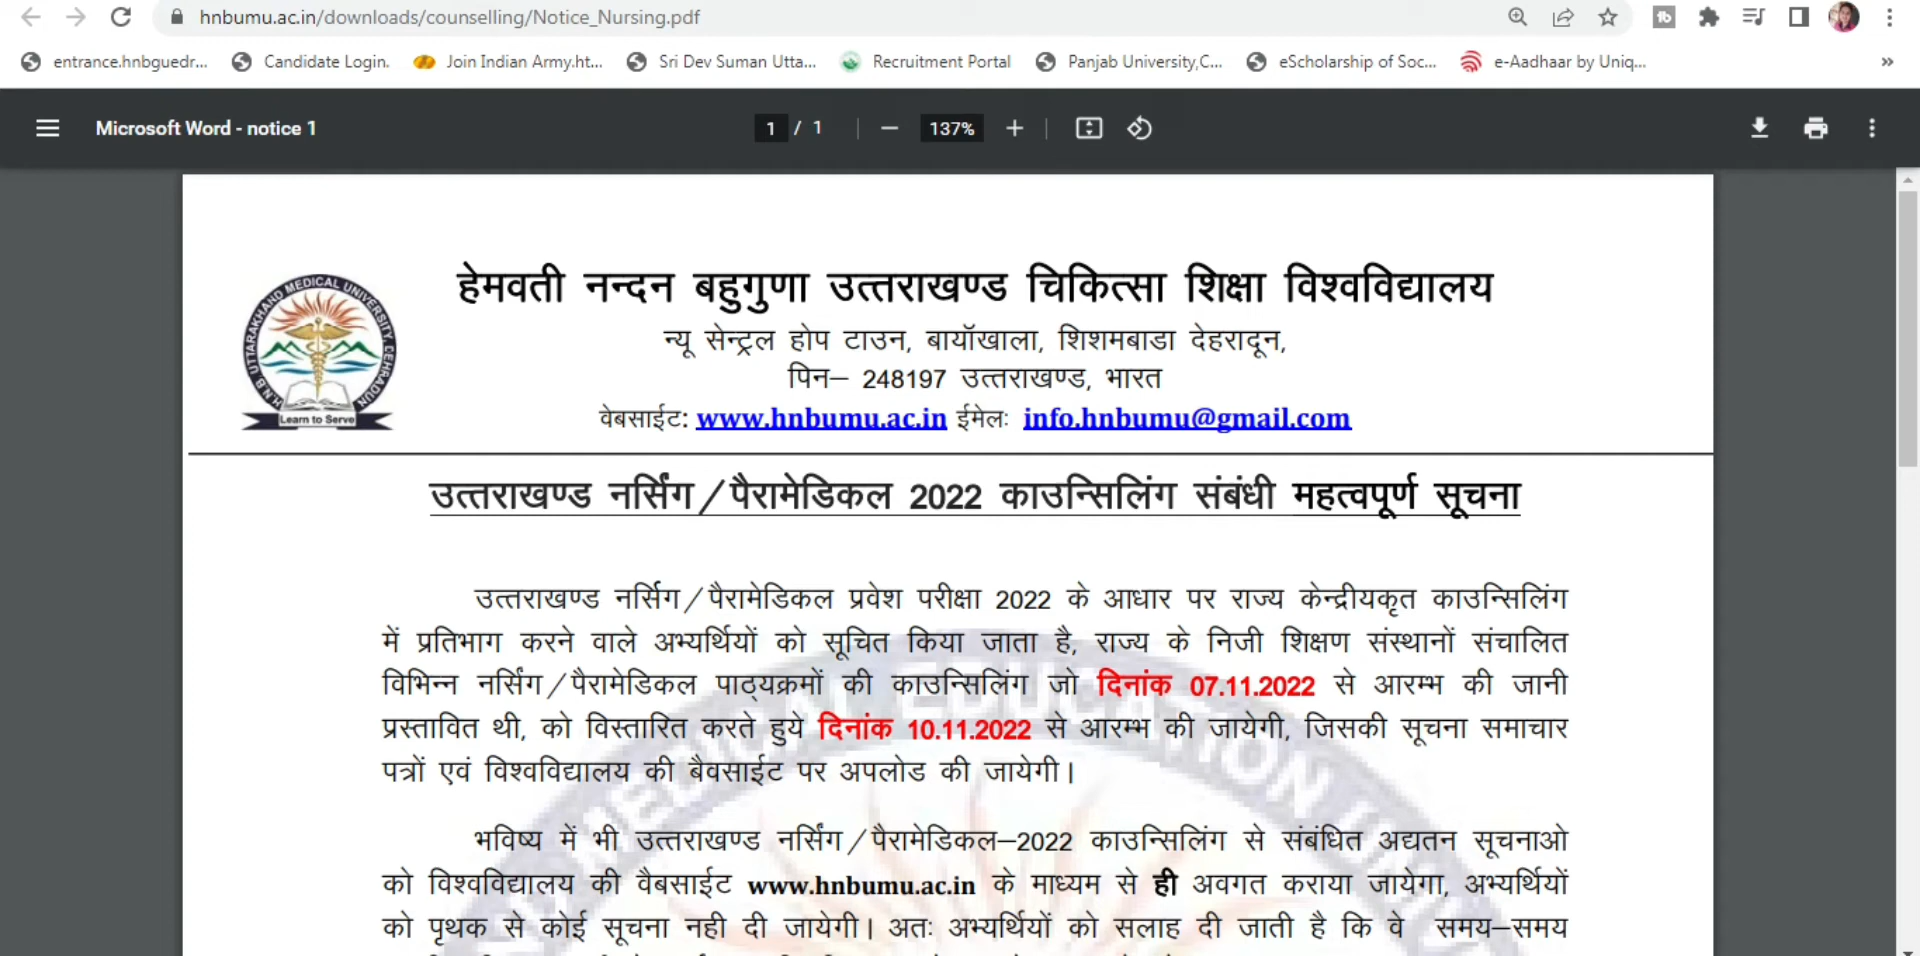 hnbumu.ac.in/downloads/counselling/Notice_Nursing.pdf
entrance.hnbguedr... Candidate Login. Join Indian Army.ht... Sri Dev Suman Utta... Recruitment Portal Panjab University,C... eScholarship of Soc... e-Aadhaar by Uniq... »
Microsoft Word - notice 1 1 / 1 137%
हेमवती नन्दन बहुगुणा उत्तराखण्ड चिकित्सा शिक्षा विश्वविद्यालय
न्यू सेन्ट्रल होप टाउन, बायॉखाला, शिशमबाडा देहरादून,
पिन– 248197 उत्तराखण्ड, भारत
वेबसाईट: www.hnbumu.ac.in ईमेलः info.hnbumu@gmail.com
H.N.B. UTTARAKHAND MEDICAL UNIVERSITY, DEHRADUN
Learn to Serve
उत्तराखण्ड नर्सिंग/पैरामेडिकल 2022 काउन्सिलिंग संबंधी महत्वपूर्ण सूचना
उत्तराखण्ड नर्सिग/पैरामेडिकल प्रवेश परीक्षा 2022 के आधार पर राज्य केन्द्रीयकृत काउन्सिलिंग
में प्रतिभाग करने वाले अभ्यर्थियों को सूचित किया जाता है, राज्य के निजी शिक्षण संस्थानों संचालित
विभिन्न नर्सिंग/पैरामेडिकल पाठ्यक्रमों की काउन्सिलिंग जो दिनांक 07.11.2022 से आरम्भ की जानी
प्रस्तावित थी, को विस्तारित करते हुये दिनांक 10.11.2022 से आरम्भ की जायेगी, जिसकी सूचना समाचार
पत्रों एवं विश्वविद्यालय की बैवसाईट पर अपलोड की जायेगी।
भविष्य में भी उत्तराखण्ड नर्सिंग/पैरामेडिकल–2022 काउन्सिलिंग से संबंधित अद्यतन सूचनाओ
को विश्वविद्यालय की वैबसाईट www.hnbumu.ac.in के माध्यम से ही अवगत कराया जायेगा, अभ्यर्थियों
को पृथक से कोई सूचना नही दी जायेगी। अतः अभ्यर्थियों को सलाह दी जाती है कि वे समय–समय